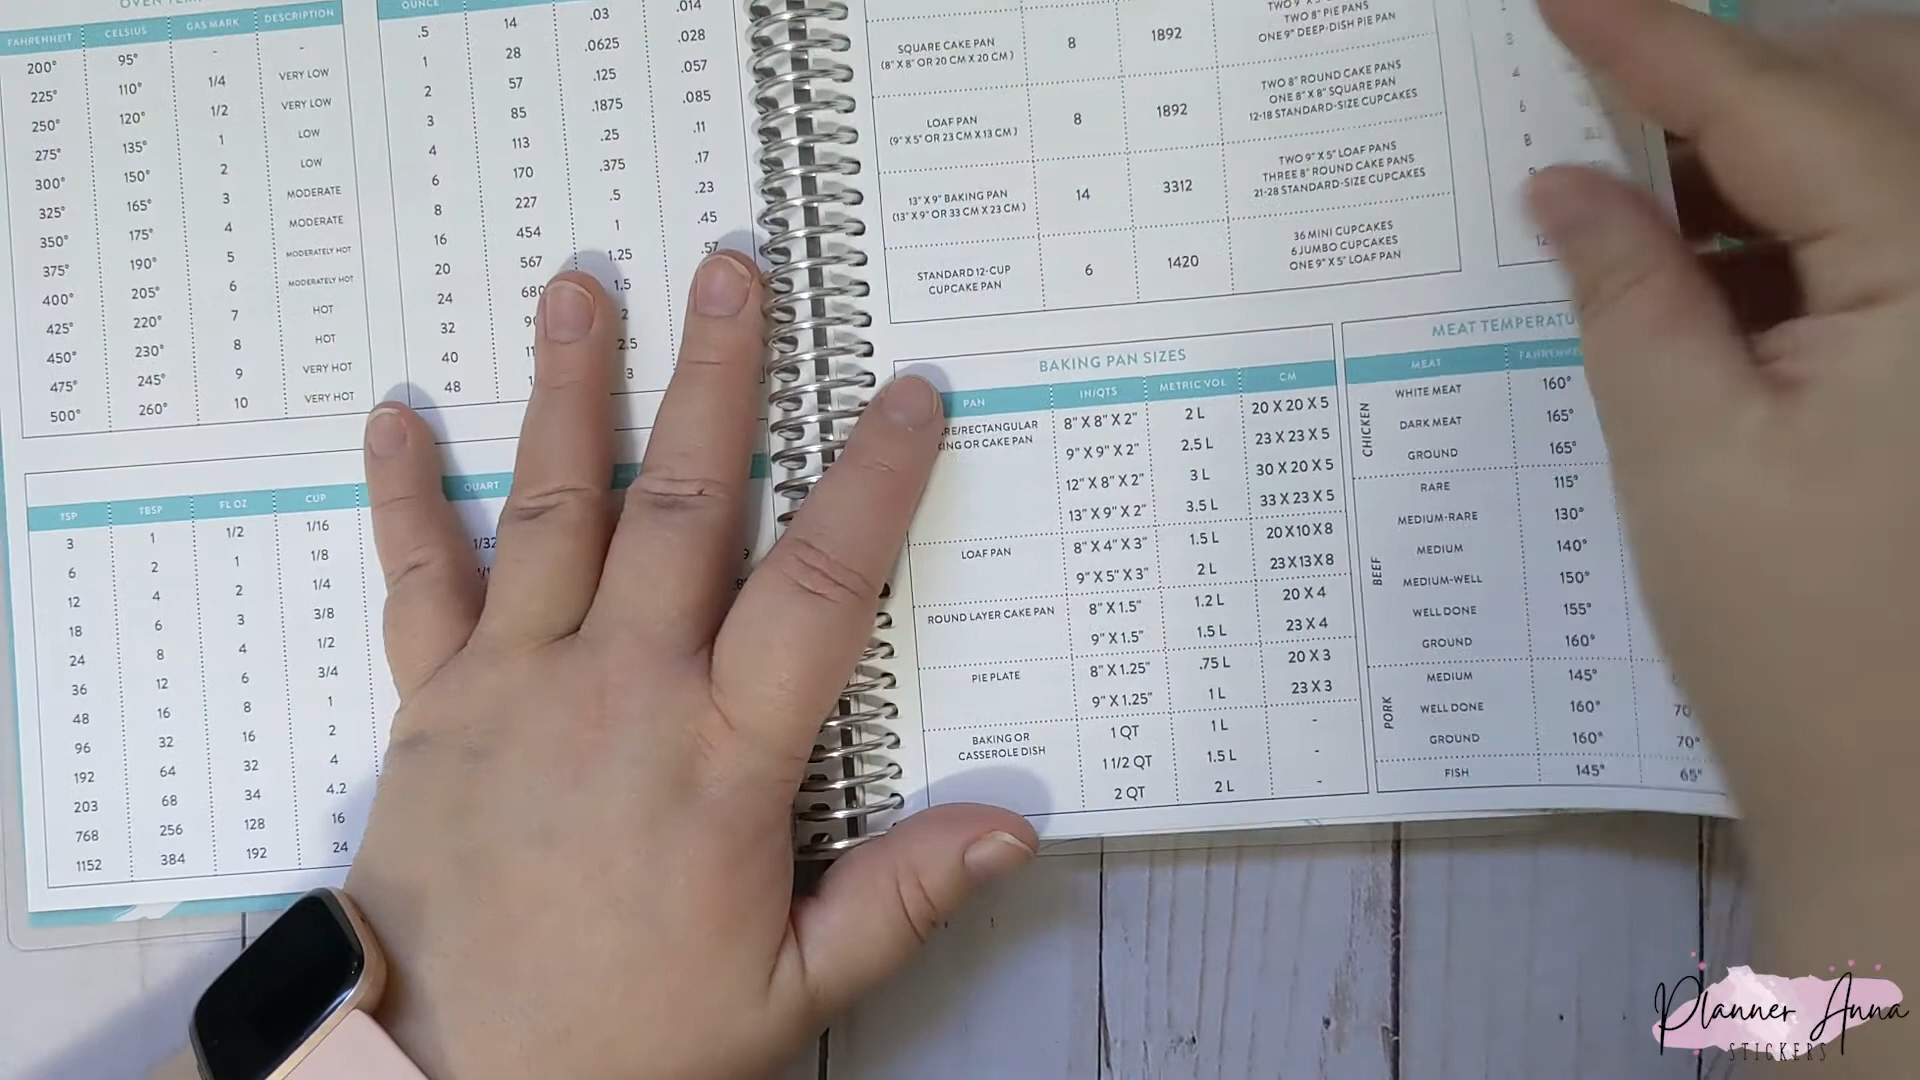 OVEN TEM
FAHRENHEIT CELSIUS GAS MARK DESCRIPTION
200° 95° - -
225° 110° 1/4 VERY LOW
250° 120° 1/2 VERY LOW
275° 135° 1 LOW
300° 150° 2 LOW
325° 165° 3 MODERATE
350° 175° 4 MODERATE
375° 190° 5 MODERATELY HOT
400° 205° 6 MODERATELY HOT
425° 220° 7 HOT
450° 230° 8 HOT
475° 245° 9 VERY HOT
500° 260° 10 VERY HOT
OUNCE
.5 14 .03 .014
1 28 .0625 .028
2 57 .125 .057
3 85 .1875 .085
4 113 .25 .11
6 170 .375 .17
8 227 .5 .23
16 454 1 .45
20 567 1.25 .57
24 680 1.5
32 2
40 2.5
48 3
TSP TBSP FL OZ CUP QUART
3 1 1/2 1/16 1/32
6 2 1 1/8
12 4 2 1/4
18 6 3 3/8
24 8 4 1/2
36 12 6 3/4
48 16 8 1
96 32 16 2
192 64 32 4
203 68 34 4.2
768 256 128 16
1152 384 192 24
TWO 8" PIE PANS
ONE 9" DEEP-DISH PIE PAN
SQUARE CAKE PAN
(8" X 8" OR 20 CM X 20 CM)
8 1892
TWO 8" ROUND CAKE PANS
ONE 8" X 8" SQUARE PAN
12-18 STANDARD-SIZE CUPCAKES
LOAF PAN
(9" X 5" OR 23 CM X 13 CM)
8 1892
TWO 9" X 5" LOAF PANS
THREE 8" ROUND CAKE PANS
21-28 STANDARD-SIZE CUPCAKES
13" X 9" BAKING PAN
(13" X 9" OR 33 CM X 23 CM)
14 3312
36 MINI CUPCAKES
6 JUMBO CUPCAKES
ONE 9" X 5" LOAF PAN
STANDARD 12-CUP
CUPCAKE PAN
6 1420
3
4
6
8
BAKING PAN SIZES
PAN IN/QTS METRIC VOL CM
RE/RECTANGULAR
ING OR CAKE PAN
8" X 8" X 2" 2 L 20 X 20 X 5
9" X 9" X 2" 2.5 L 23 X 23 X 5
12" X 8" X 2" 3 L 30 X 20 X 5
13" X 9" X 2" 3.5 L 33 X 23 X 5
LOAF PAN 8" X 4" X 3" 1.5 L 20X10X8
9" X 5" X 3" 2 L 23X13X8
ROUND LAYER CAKE PAN 8" X 1.5" 1.2 L 20 X 4
9" X 1.5" 1.5 L 23 X 4
PIE PLATE 8" X 1.25" .75 L 20 X 3
9" X 1.25" 1 L 23 X 3
BAKING OR
CASSEROLE DISH
1 QT 1 L -
1 1/2 QT 1.5 L -
2 QT 2 L -
MEAT TEMPERATU
MEAT FAHRENHE
CHICKEN
WHITE MEAT 160°
DARK MEAT 165°
GROUND 165°
BEEF
RARE 115°
MEDIUM-RARE 130°
MEDIUM 140°
MEDIUM-WELL 150°
WELL DONE 155°
GROUND 160°
PORK
MEDIUM 145°
WELL DONE 160° 70
GROUND 160° 70°
FISH 145° 65°
Planner Anna
STICKERS